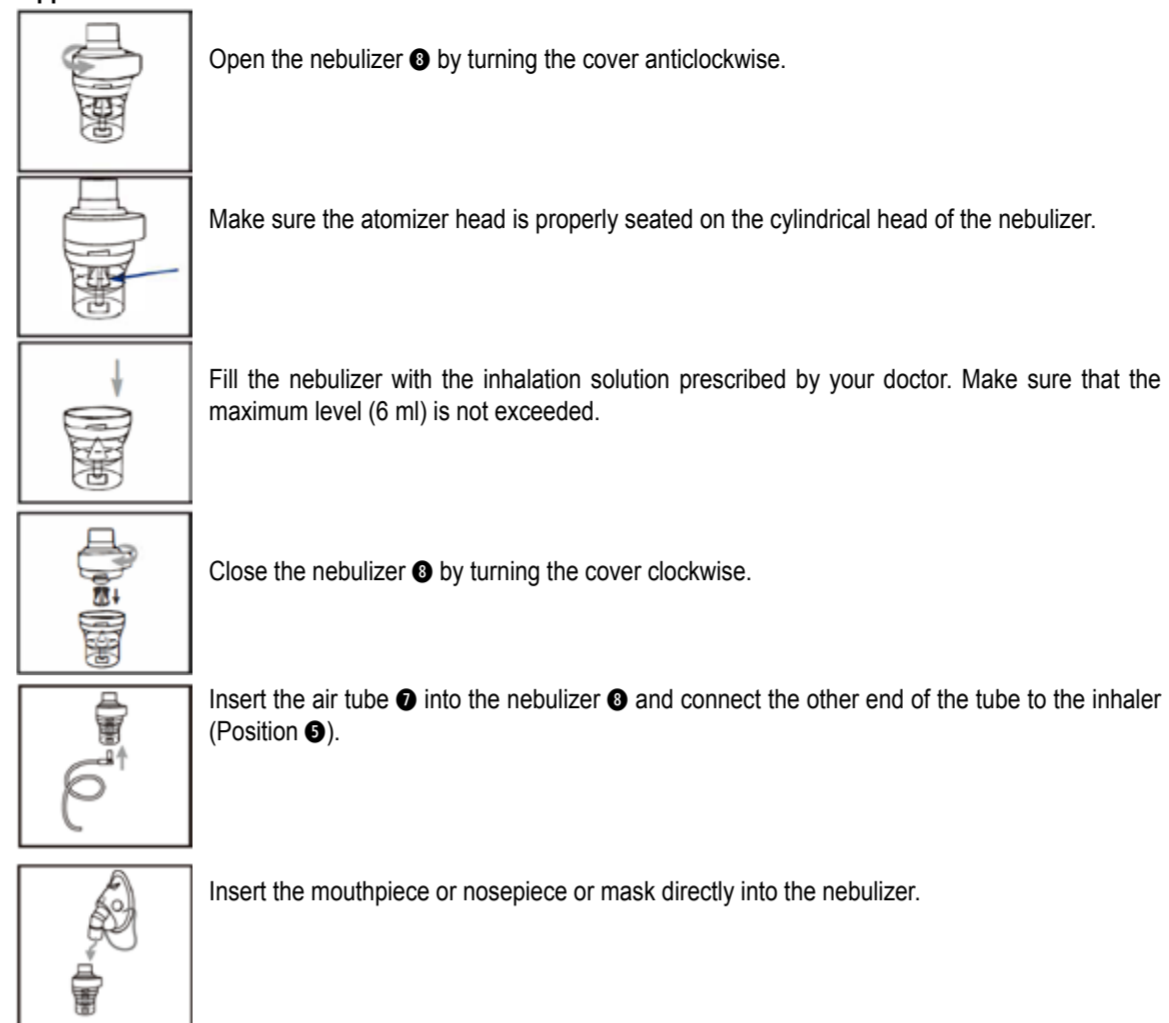 Open the nebulizer ❽ by turning the cover anticlockwise.
Make sure the atomizer head is properly seated on the cylindrical head of the nebulizer.
Fill the nebulizer with the inhalation solution prescribed by your doctor. Make sure that the
maximum level (6 ml) is not exceeded.
Close the nebulizer ❽ by turning the cover clockwise.
Insert the air tube ❼ into the nebulizer ❽ and connect the other end of the tube to the inhaler
(Position ❺).
Insert the mouthpiece or nosepiece or mask directly into the nebulizer.